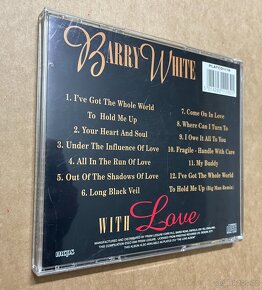 BARRY WHITE
1. I've Got The Whole World
To Hold Me Up
2. Your Heart And Soul
3. Under The Influence Of Love
4. All In The Run Of Love
5. Out Of The Shadows Of Love
6. Long Black Veil
7. Come On In Love
8. Where Can I Turn To
9. I Owe It All To You
10. Fragile - Handle With Care
11. My Buddy
12. I've Got The Whole World
To Hold Me Up (Big Man Remix)
WITH Love
mcps